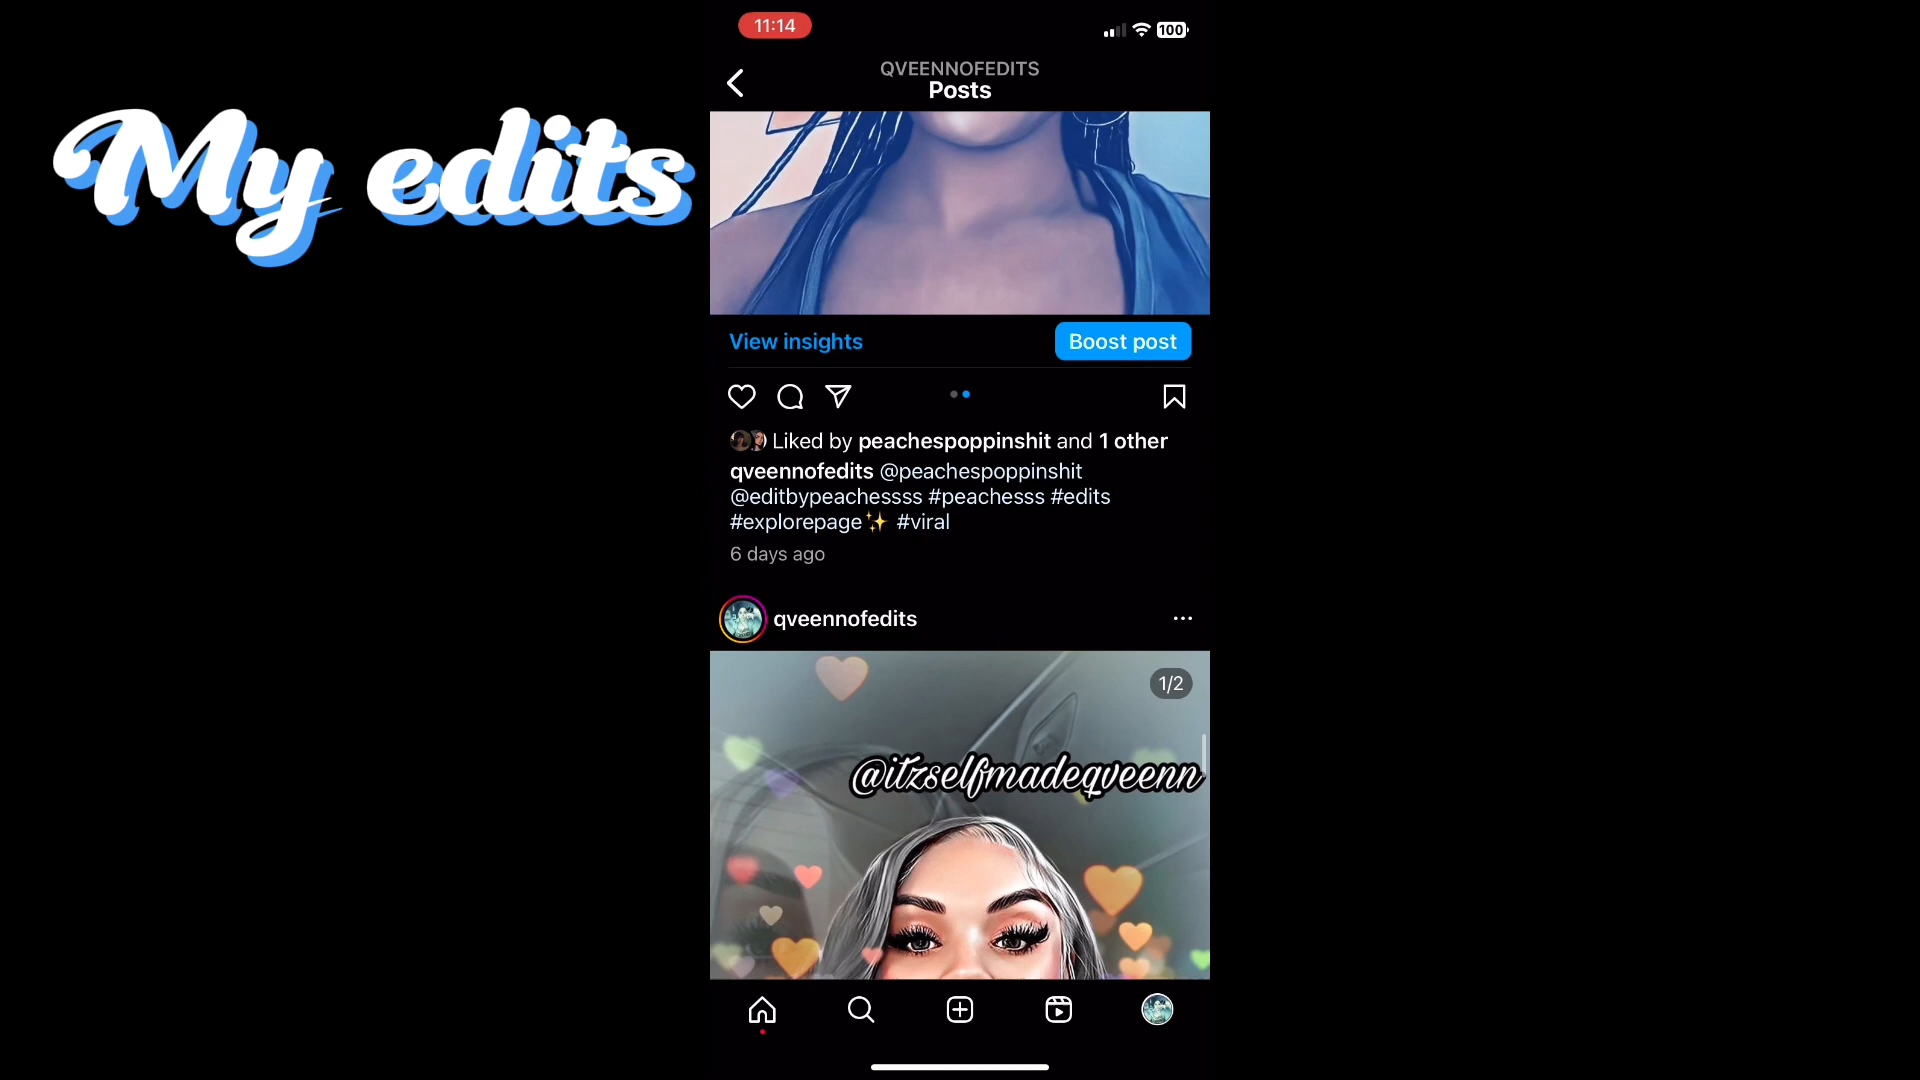 My edits
11:14
100
QVEENNOFEDITS
Posts
View insights
Boost post
Liked by peachespoppinshit and 1 other
qveennofedits @peachespoppinshit
@editbypeachessss #peachesss #edits
#explorepage✨ #viral
6 days ago
qveennofedits
1/2
@itzselfmadeqveenn